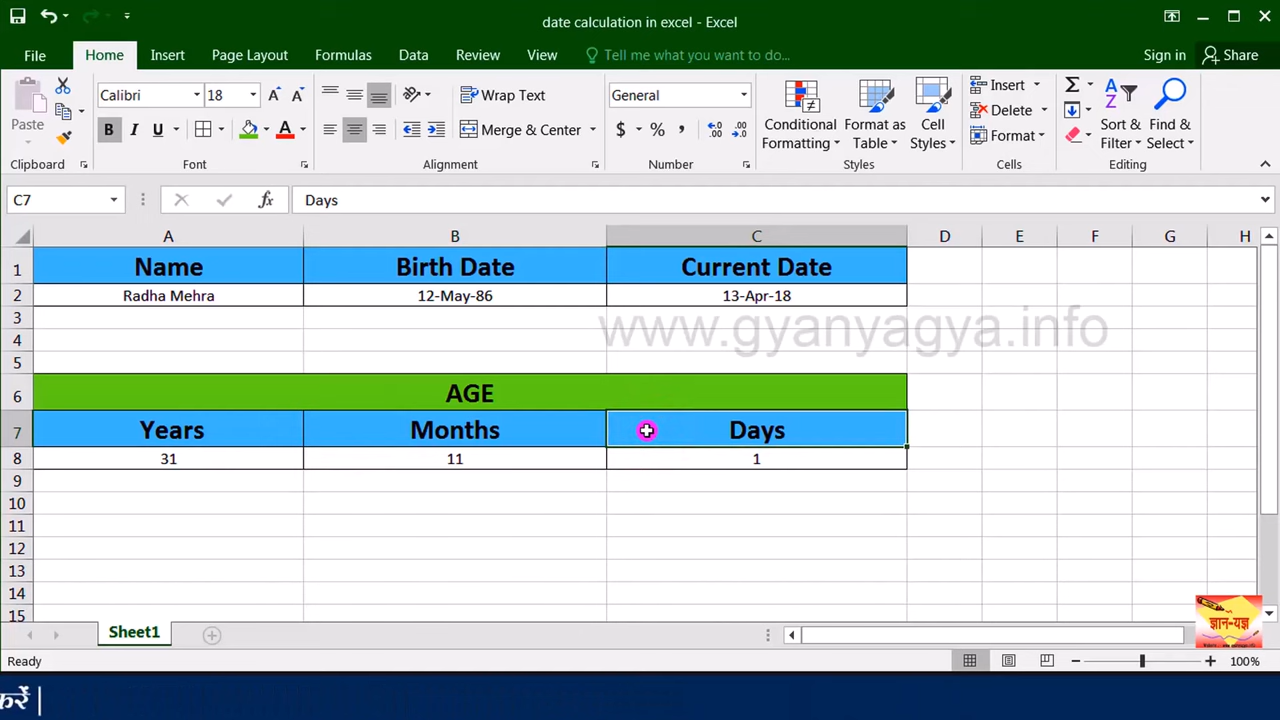 date calculation in excel - Excel
File Home Insert Page Layout Formulas Data Review View Tell me what you want to do... Sign in Share
Paste
Clipboard
Calibri 18
B I U A
Font
Wrap Text
Merge & Center
Alignment
General
$ % ,
Number
Conditional Formatting
Format as Table
Cell Styles
Styles
Insert
Delete
Format
Cells
Sort & Filter
Find & Select
Editing
C7 fx Days
A B C D E F G H
1 Name Birth Date Current Date
2 Radha Mehra 12-May-86 13-Apr-18
3
www.gyanyagya.info
4
5
6 AGE
7 Years Months Days
8 31 11 1
9
10
11
12
13
14
15
ज्ञान-यज्ञ
Sheet1
Ready 100%
करें |